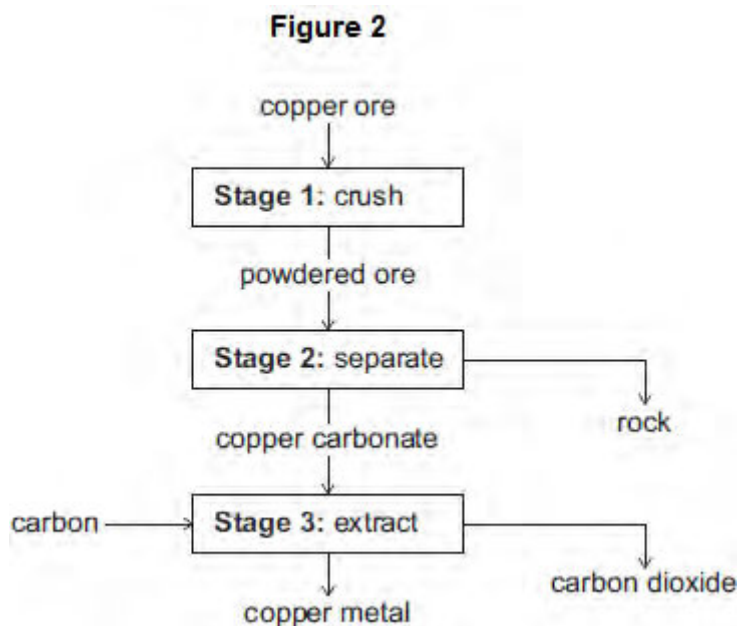 Figure 2
copper ore
Stage 1: crush
powdered ore
Stage 2: separate
rock
copper carbonate
carbon
Stage 3: extract
carbon dioxide
copper metal